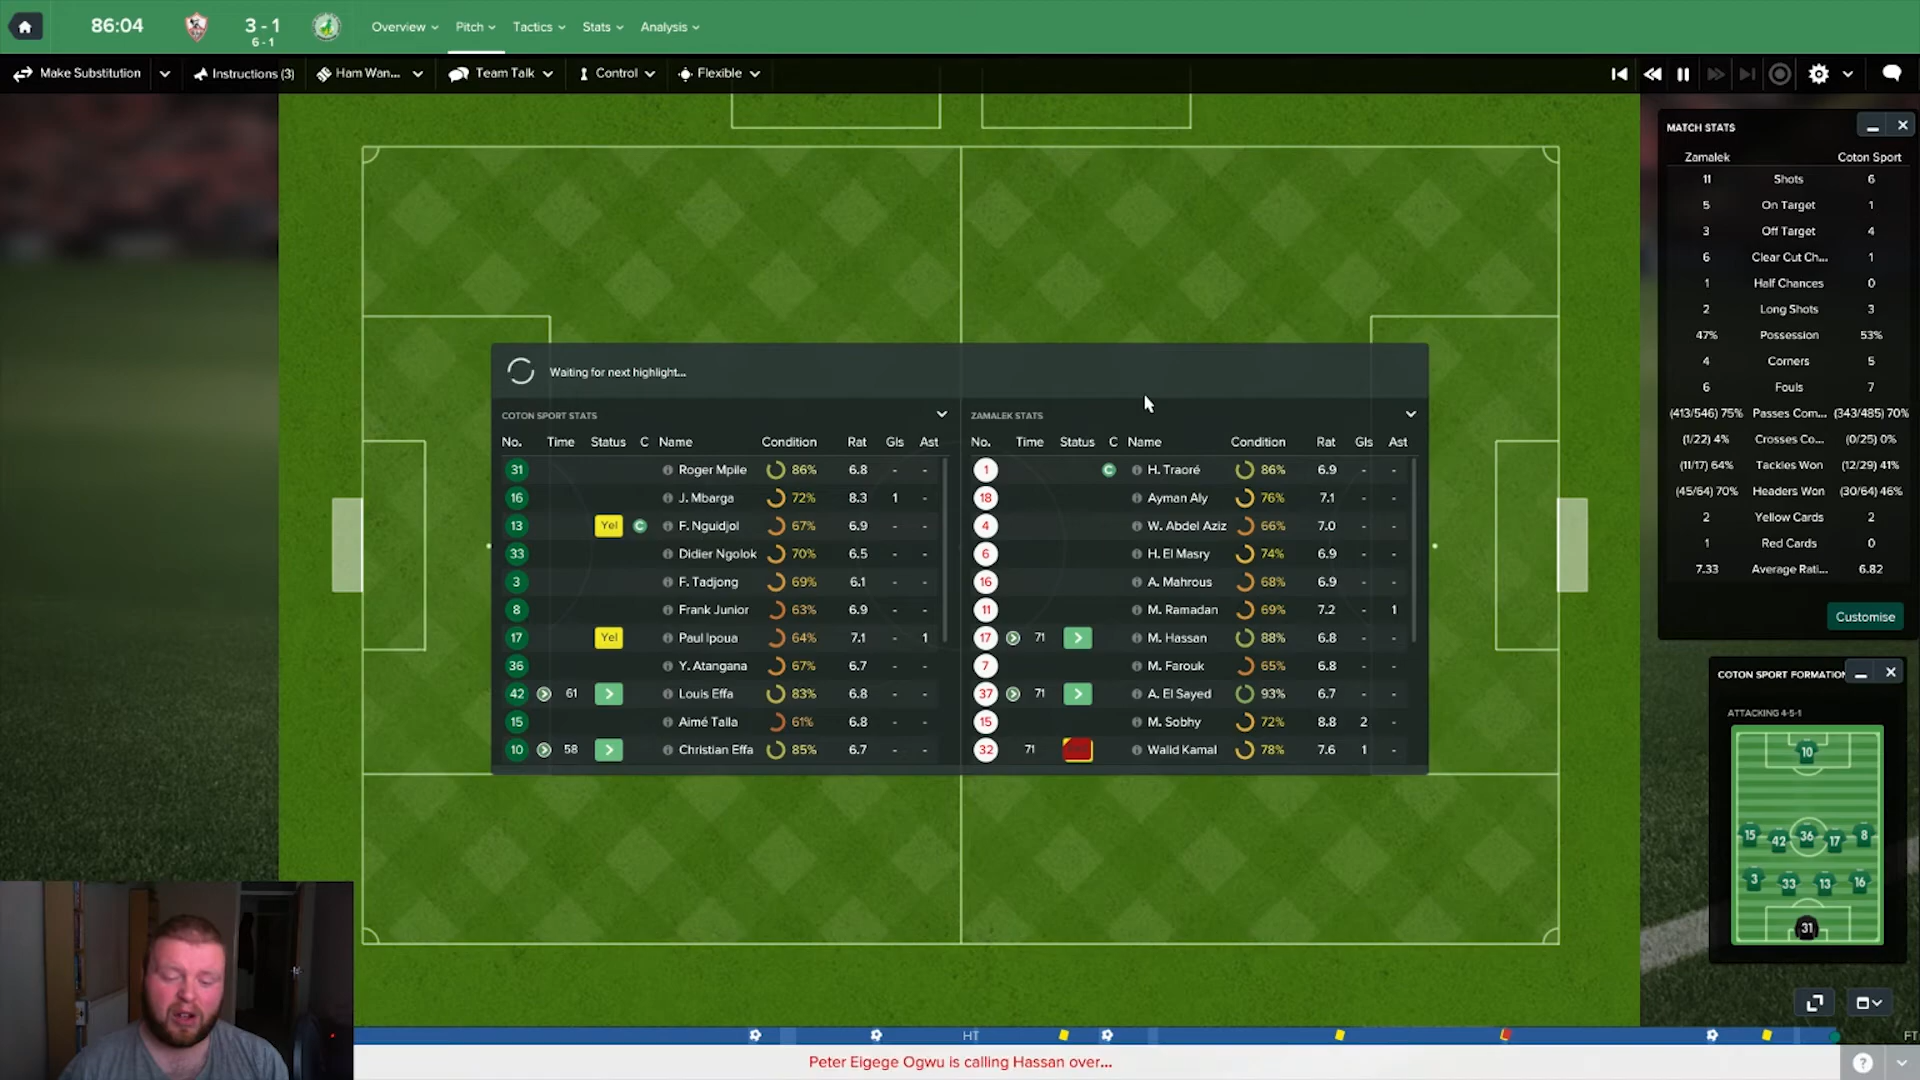 86:04
3 - 1
6 - 1
Overview
Pitch
Tactics
Stats
Analysis
Make Substitution
Instructions (3)
Ham Wan...
Team Talk
Control
Flexible
MATCH STATS
Zamalek Coton Sport
11 Shots 6
5 On Target 1
3 Off Target 4
6 Clear Cut Ch... 1
1 Half Chances 0
2 Long Shots 3
47% Possession 53%
4 Corners 5
6 Fouls 7
(413/546) 75% Passes Com... (343/485) 70%
(1/22) 4% Crosses Co... (0/25) 0%
(11/17) 64% Tackles Won (12/29) 41%
(45/64) 70% Headers Won (30/64) 46%
2 Yellow Cards 2
1 Red Cards 0
7.33 Average Rati... 6.82
Customise
Waiting for next highlight...
COTON SPORT STATS
No. Time Status C Name Condition Rat Gls Ast
31 Roger Mpile 86% 6.8 - -
16 J. Mbarga 72% 8.3 1 -
13 Yel C F. Nguidjol 67% 6.9 - -
33 Didier Ngolok 70% 6.5 - -
3 F. Tadjong 69% 6.1 - -
8 Frank Junior 63% 6.9 - -
17 Yel Paul Ipoua 64% 7.1 - 1
36 Y. Atangana 67% 6.7 - -
42 61 Louis Effa 83% 6.8 - -
15 Aimé Talla 61% 6.8 - -
10 58 Christian Effa 85% 6.7 - -
ZAMALEK STATS
No. Time Status C Name Condition Rat Gls Ast
1 C H. Traoré 86% 6.9 - -
18 Ayman Aly 76% 7.1 - -
4 W. Abdel Aziz 66% 7.0 - -
6 H. El Masry 74% 6.9 - -
16 A. Mahrous 68% 6.9 - -
11 M. Ramadan 69% 7.2 - 1
17 71 M. Hassan 88% 6.8 - -
7 M. Farouk 65% 6.8 - -
37 71 A. El Sayed 93% 6.7 - -
15 M. Sobhy 72% 8.8 2 -
32 71 Walid Kamal 78% 7.6 1 -
COTON SPORT FORMATION
ATTACKING 4-5-1
10
15 42 36 17 8
3 33 13 16
31
HT
FT
Peter Eigege Ogwu is calling Hassan over...
?